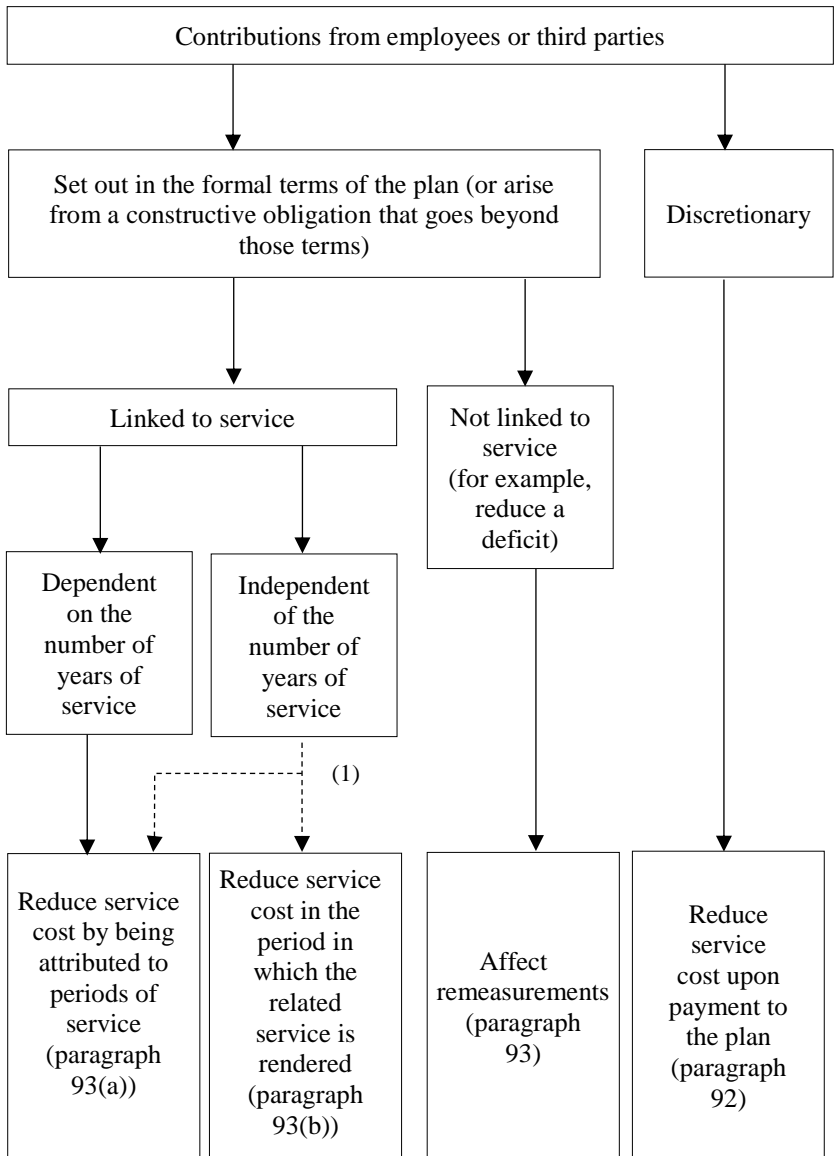 Contributions from employees or third parties
Set out in the formal terms of the plan (or arise
from a constructive obligation that goes beyond
those terms)
Discretionary
Linked to service
Not linked to
service
(for example,
reduce a
deficit)
Dependent
on the
number of
years of
service
Independent
of the
number of
years of
service
(1)
Reduce service
cost by being
attributed to
periods of
service
(paragraph
93(a))
Reduce service
cost in the
period in
which the
related
service is
rendered
(paragraph
93(b))
Affect
remeasurements
(paragraph
93)
Reduce
service
cost upon
payment to
the plan
(paragraph
92)